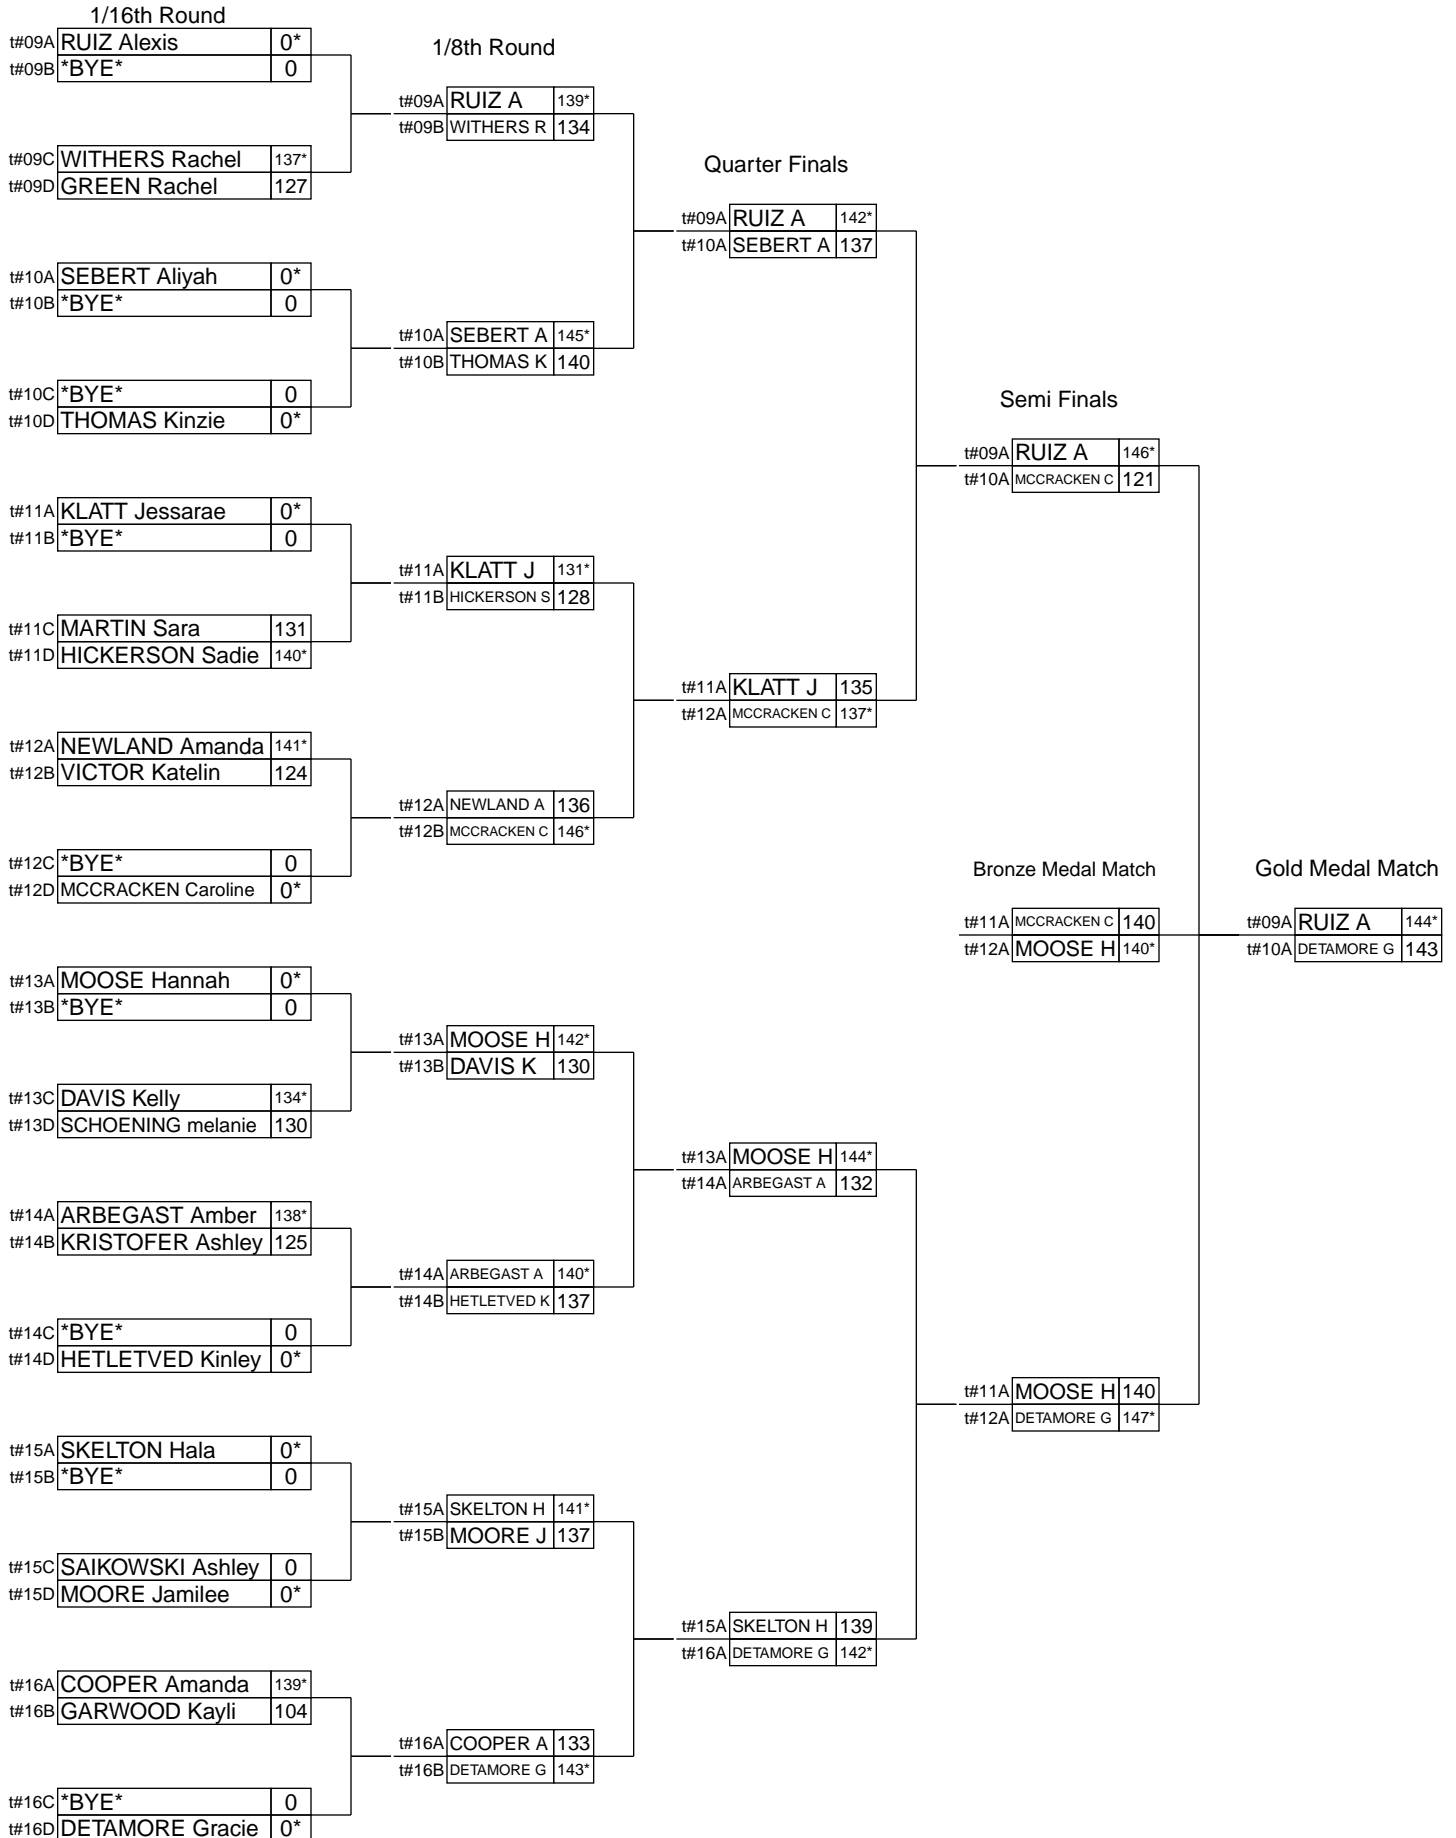 1/16th Round
t#09A RUIZ Alexis 0*
t#09B *BYE* 0
t#09C WITHERS Rachel 137*
t#09D GREEN Rachel 127
t#10A SEBERT Aliyah 0*
t#10B *BYE* 0
t#10C *BYE* 0
t#10D THOMAS Kinzie 0*
t#11A KLATT Jessarae 0*
t#11B *BYE* 0
t#11C MARTIN Sara 131
t#11D HICKERSON Sadie 140*
t#12A NEWLAND Amanda 141*
t#12B VICTOR Katelin 124
t#12C *BYE* 0
t#12D MCCRACKEN Caroline 0*
t#13A MOOSE Hannah 0*
t#13B *BYE* 0
t#13C DAVIS Kelly 134*
t#13D SCHOENING melanie 130
t#14A ARBEGAST Amber 138*
t#14B KRISTOFER Ashley 125
t#14C *BYE* 0
t#14D HETLETVED Kinley 0*
t#15A SKELTON Hala 0*
t#15B *BYE* 0
t#15C SAIKOWSKI Ashley 0
t#15D MOORE Jamilee 0*
t#16A COOPER Amanda 139*
t#16B GARWOOD Kayli 104
t#16C *BYE* 0
t#16D DETAMORE Gracie 0*
1/8th Round
t#09A RUIZ A 139*
t#09B WITHERS R 134
t#10A SEBERT A 145*
t#10B THOMAS K 140
t#11A KLATT J 131*
t#11B HICKERSON S 128
t#12A NEWLAND A 136
t#12B MCCRACKEN C 146*
t#13A MOOSE H 142*
t#13B DAVIS K 130
t#14A ARBEGAST A 140*
t#14B HETLETVED K 137
t#15A SKELTON H 141*
t#15B MOORE J 137
t#16A COOPER A 133
t#16B DETAMORE G 143*
Quarter Finals
t#09A RUIZ A 142*
t#10A SEBERT A 137
t#11A KLATT J 135
t#12A MCCRACKEN C 137*
t#13A MOOSE H 144*
t#14A ARBEGAST A 132
t#15A SKELTON H 139
t#16A DETAMORE G 142*
Semi Finals
t#09A RUIZ A 146*
t#10A MCCRACKEN C 121
t#11A MOOSE H 140
t#12A DETAMORE G 147*
Bronze Medal Match
t#11A MCCRACKEN C 140
t#12A MOOSE H 140*
Gold Medal Match
t#09A RUIZ A 144*
t#10A DETAMORE G 143